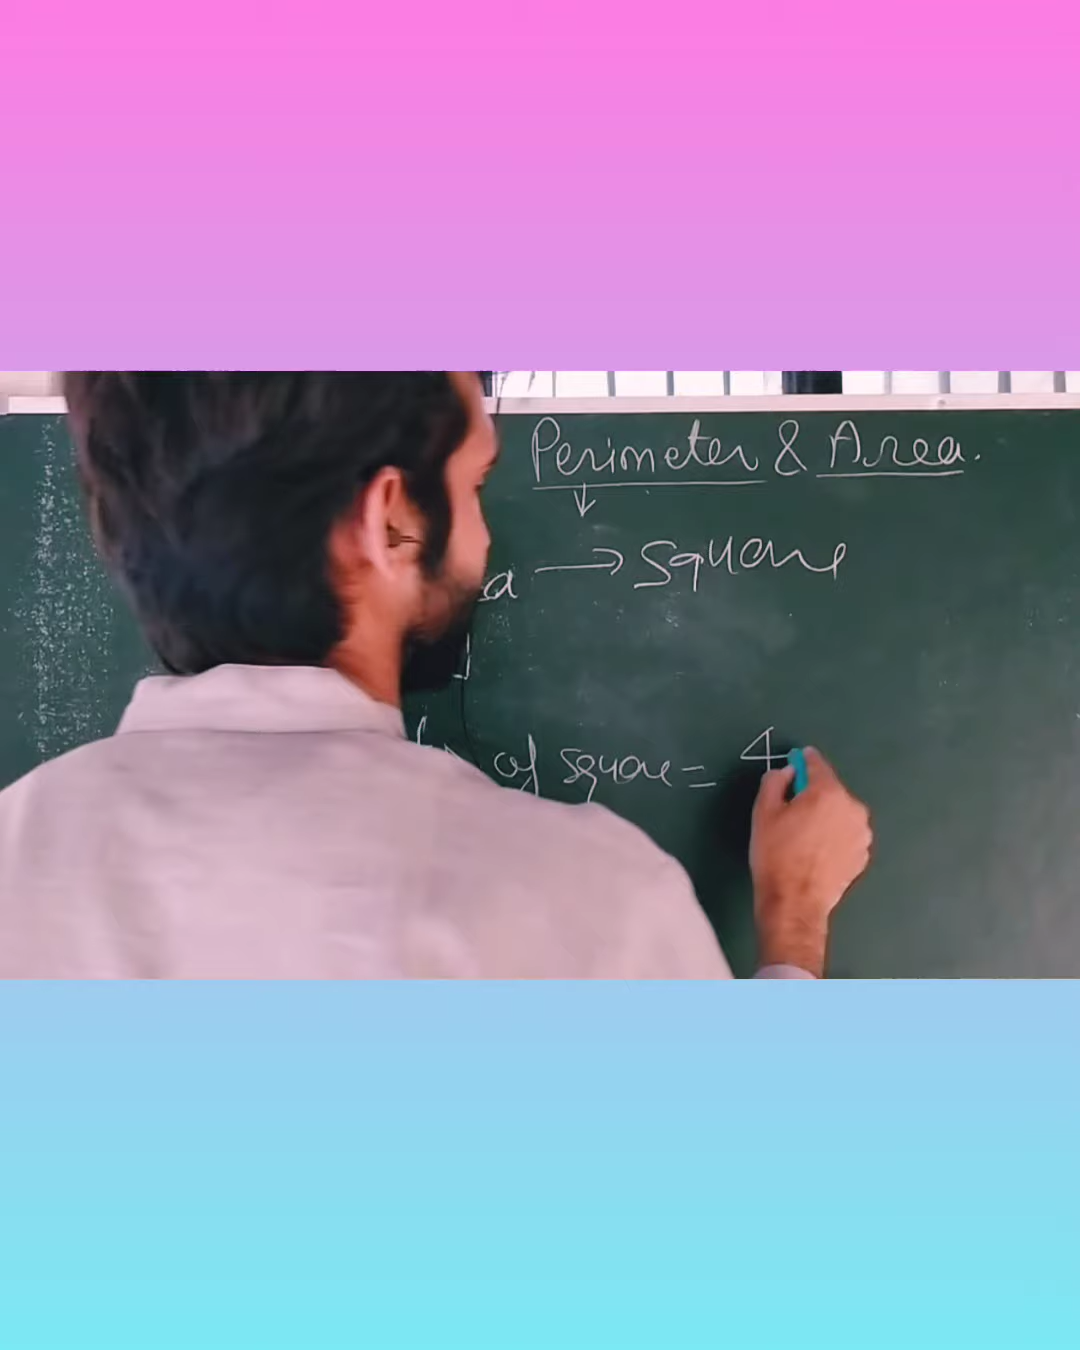 Perimeter & Area.
↓
a → square
of square = 4